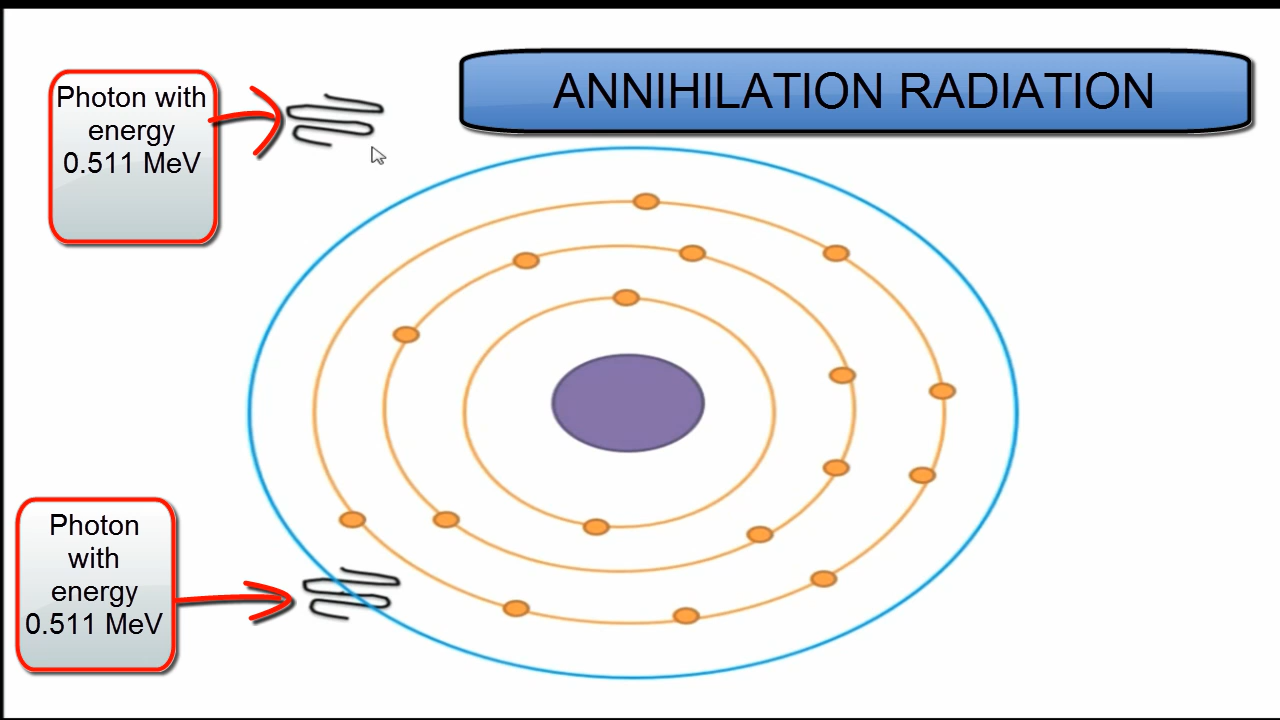 ANNIHILATION RADIATION
Photon with
energy
0.511 MeV
Photon
with
energy
0.511 MeV